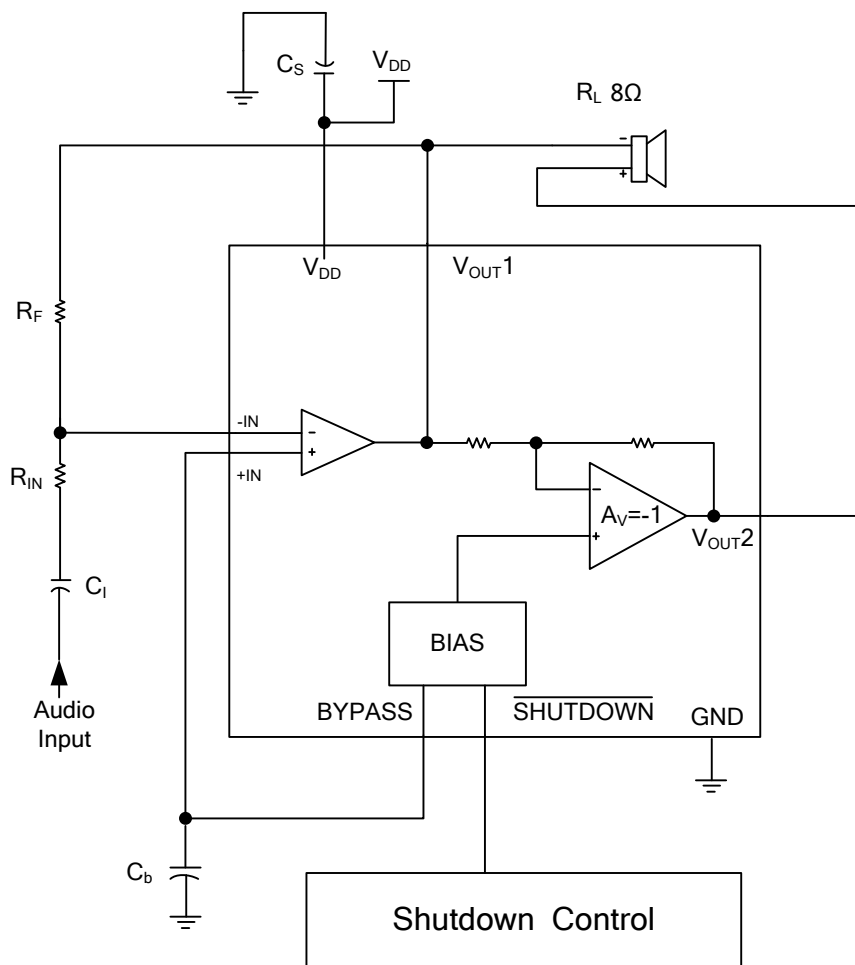 C_S
V_DD
R_L 8Ω
-
+
V_DD
V_OUT1
R_F
-IN
-
+
+IN
R_IN
-
A_V=-1
+
V_OUT2
C_I
BIAS
Audio
Input
BYPASS
SHUTDOWN
GND
C_b
Shutdown Control